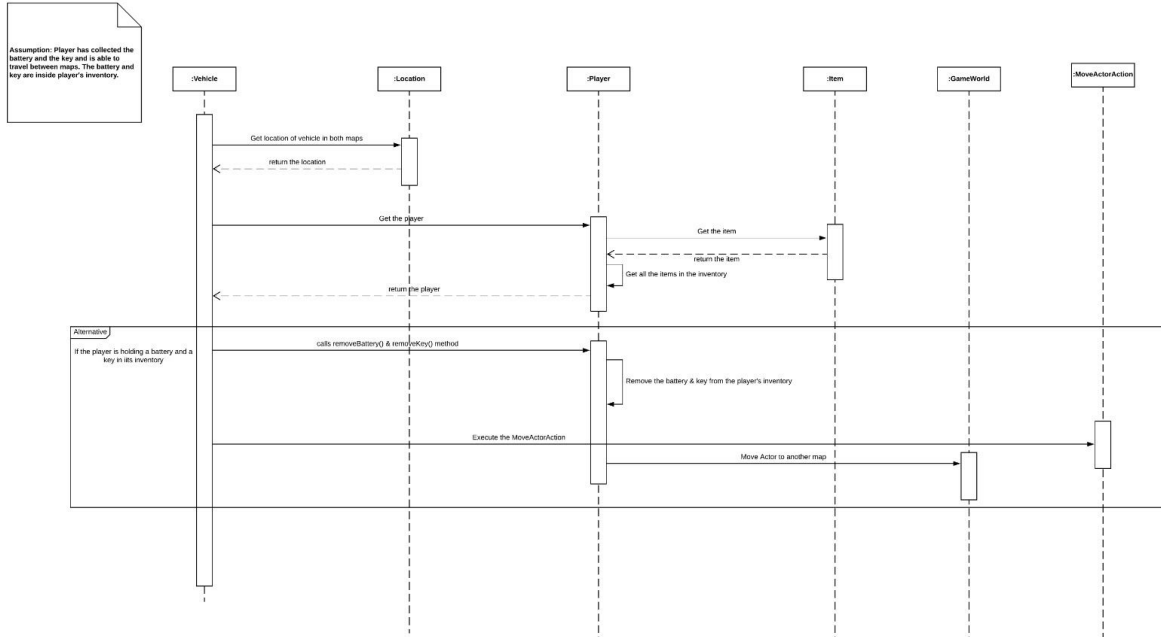 Assumption: Player has collected the
battery and the key and is able to
travel between maps. The battery and
key are inside player's inventory.
:Vehicle
:Location
:Player
:Item
:GameWorld
:MoveActorAction
Get location of vehicle in both maps
return the location
Get the player
Get the item
return the item
Get all the items in the inventory
return the player
Alternative
If the player is holding a battery and a
key in iits inventory
calls removeBattery() & removeKey() method
Remove the battery & key from the player's inventory
Execute the MoveActorAction
Move Actor to another map